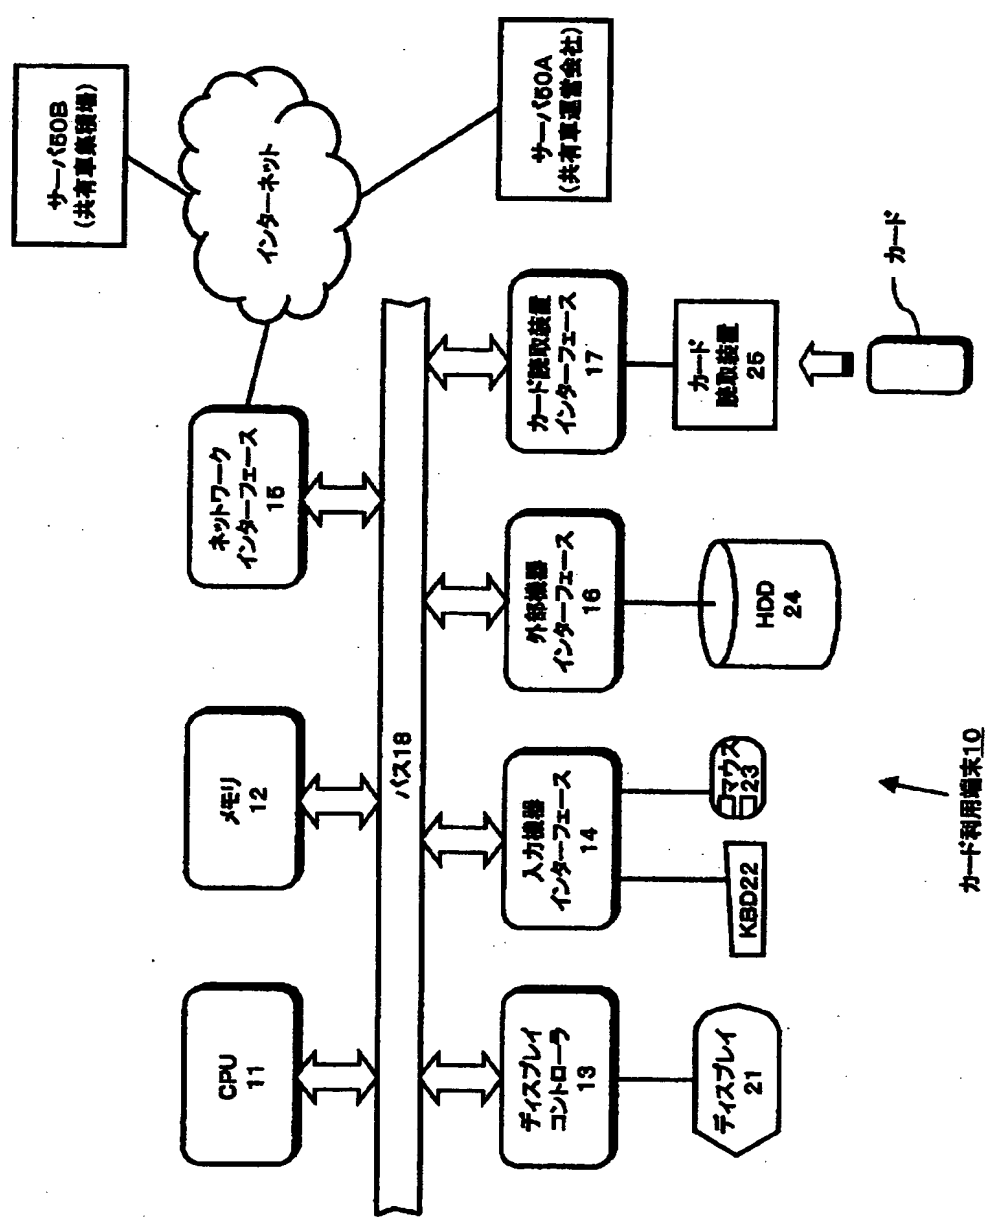 サーバ50B
(共有車集積場)
サーバ50A
(共有車運営会社)
インターネット
CPU
11
メモリ
12
ネットワーク
インターフェース
15
バス18
ディスプレイ
コントローラ
13
入力機器
インターフェース
14
外部機器
インターフェース
16
カード読取装置
インターフェース
17
ディスプレイ
21
KBD22
マウス
23
HDD
24
カード
読取装置
25
カード
カード利用端末10